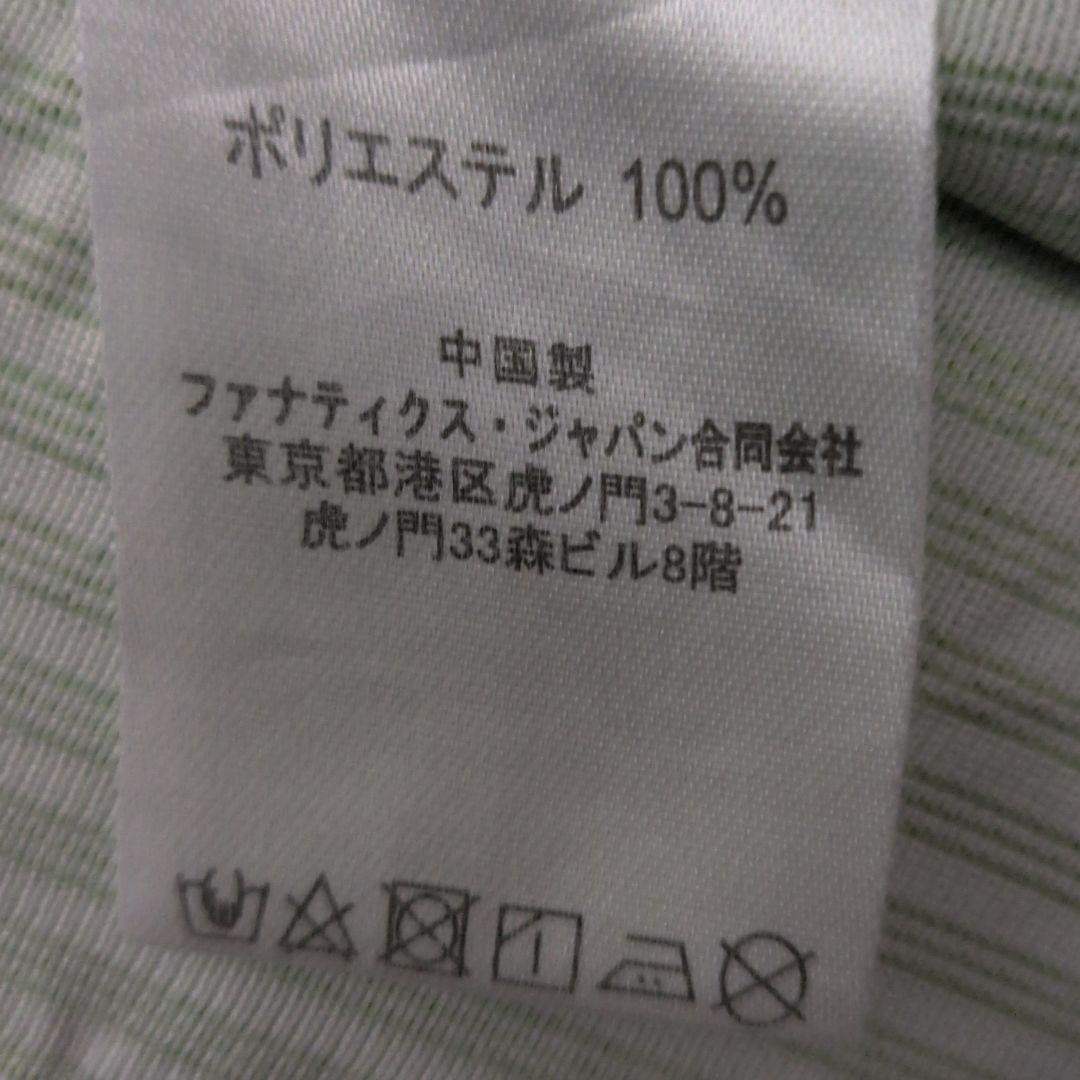 ポリエステル 100%
中国製
ファナティクス・ジャパン合同会社
東京都港区虎ノ門3-8-21
虎ノ門33森ビル8階